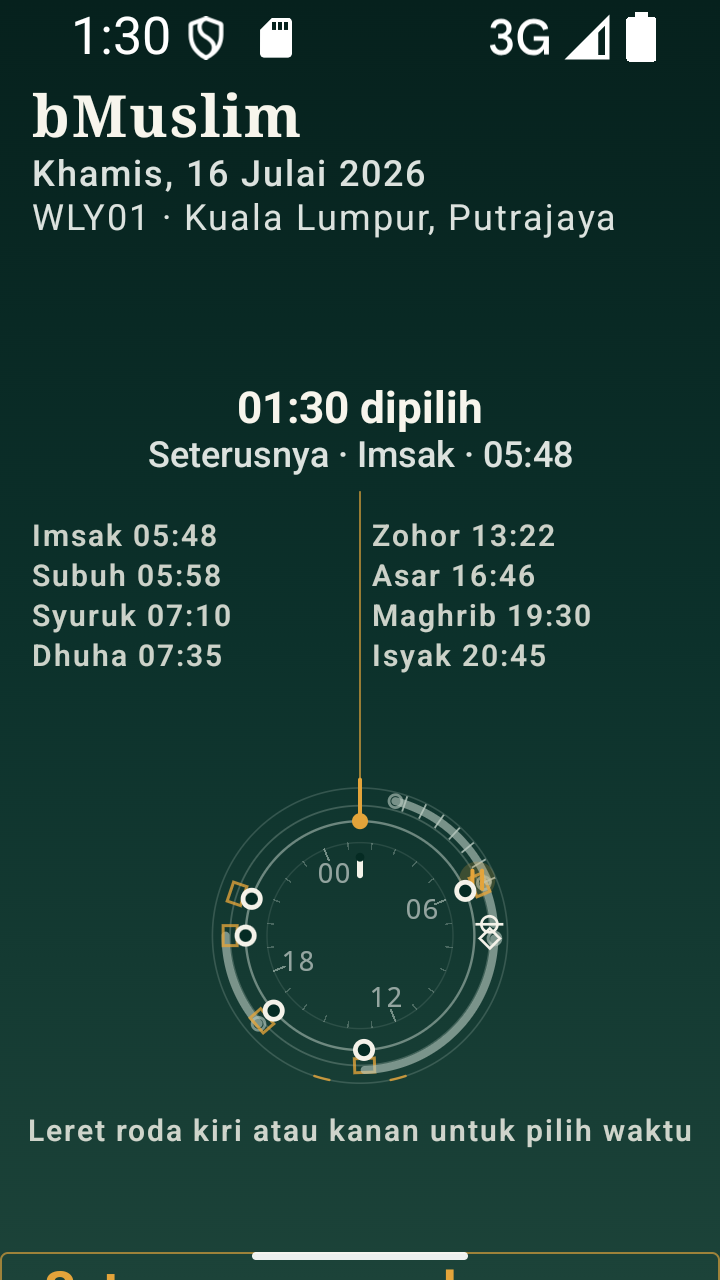 1:30 3G
bMuslim
Khamis, 16 Julai 2026
WLY01 · Kuala Lumpur, Putrajaya
01:30 dipilih
Seterusnya · Imsak · 05:48
Imsak 05:48
Subuh 05:58
Syuruk 07:10
Dhuha 07:35
Zohor 13:22
Asar 16:46
Maghrib 19:30
Isyak 20:45
00
06
18
12
Leret roda kiri atau kanan untuk pilih waktu